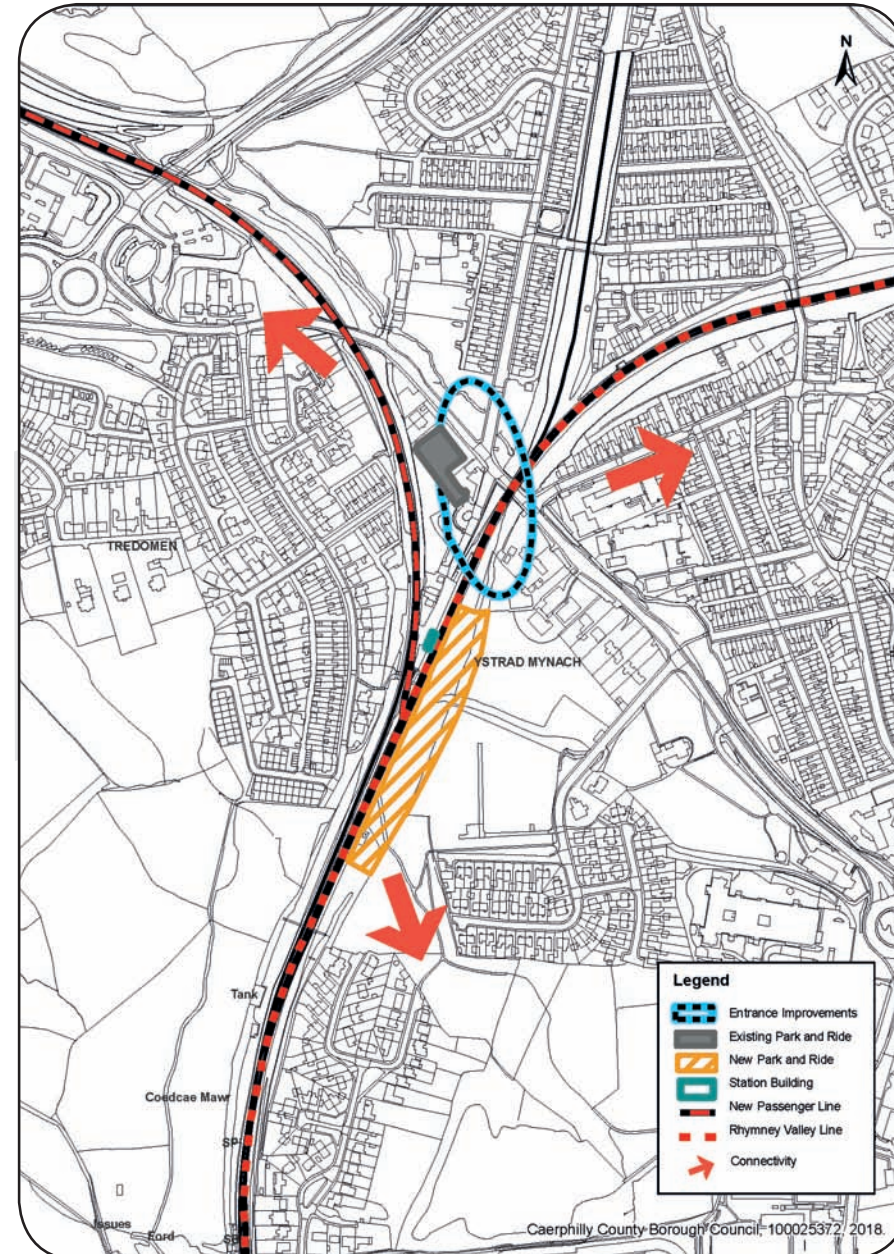 N
TREDOMEN
YSTRAD MYNACH
Tank
Coedcae Mawr
SP
Issues
Ford
Legend
Entrance Improvements
Existing Park and Ride
New Park and Ride
Station Building
New Passenger Line
Rhymney Valley Line
Connectivity
Caerphilly County Borough Council, 100025372, 2018